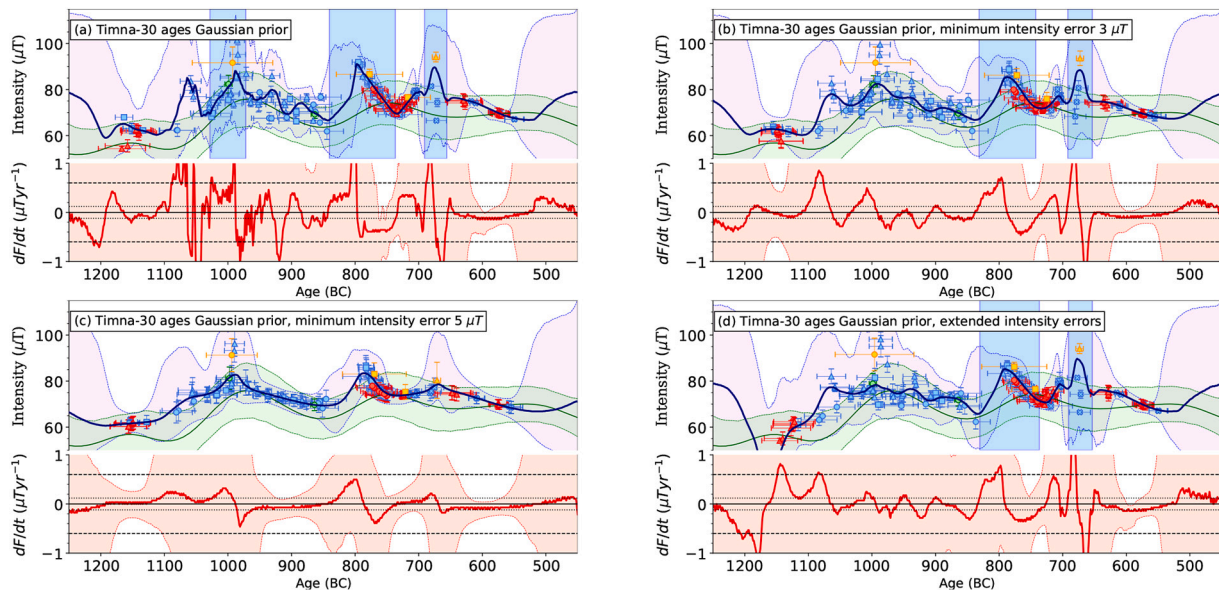 (a) Timna-30 ages Gaussian prior
Intensity (μT)
100
80
60
dF/dt (μTyr⁻¹)
1
0
−1
1200 1100 1000 900 800 700 600 500
Age (BC)
(b) Timna-30 ages Gaussian prior, minimum intensity error 3 μT
Intensity (μT)
100
80
60
dF/dt (μTyr⁻¹)
1
0
−1
1200 1100 1000 900 800 700 600 500
Age (BC)
(c) Timna-30 ages Gaussian prior, minimum intensity error 5 μT
Intensity (μT)
100
80
60
dF/dt (μTyr⁻¹)
1
0
−1
1200 1100 1000 900 800 700 600 500
Age (BC)
(d) Timna-30 ages Gaussian prior, extended intensity errors
Intensity (μT)
100
80
60
dF/dt (μTyr⁻¹)
1
0
−1
1200 1100 1000 900 800 700 600 500
Age (BC)